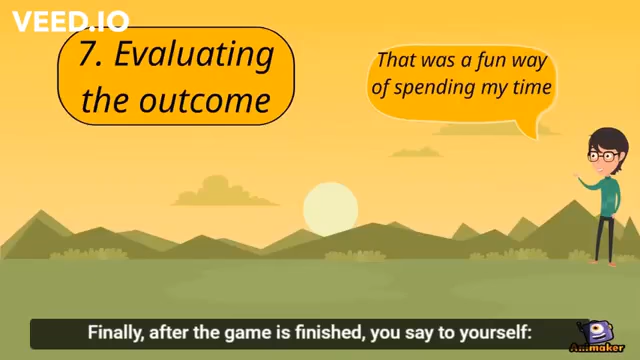 VEED.IO
7. Evaluating
the outcome
That was a fun way
of spending my time
Finally, after the game is finished, you say to yourself:
Animaker